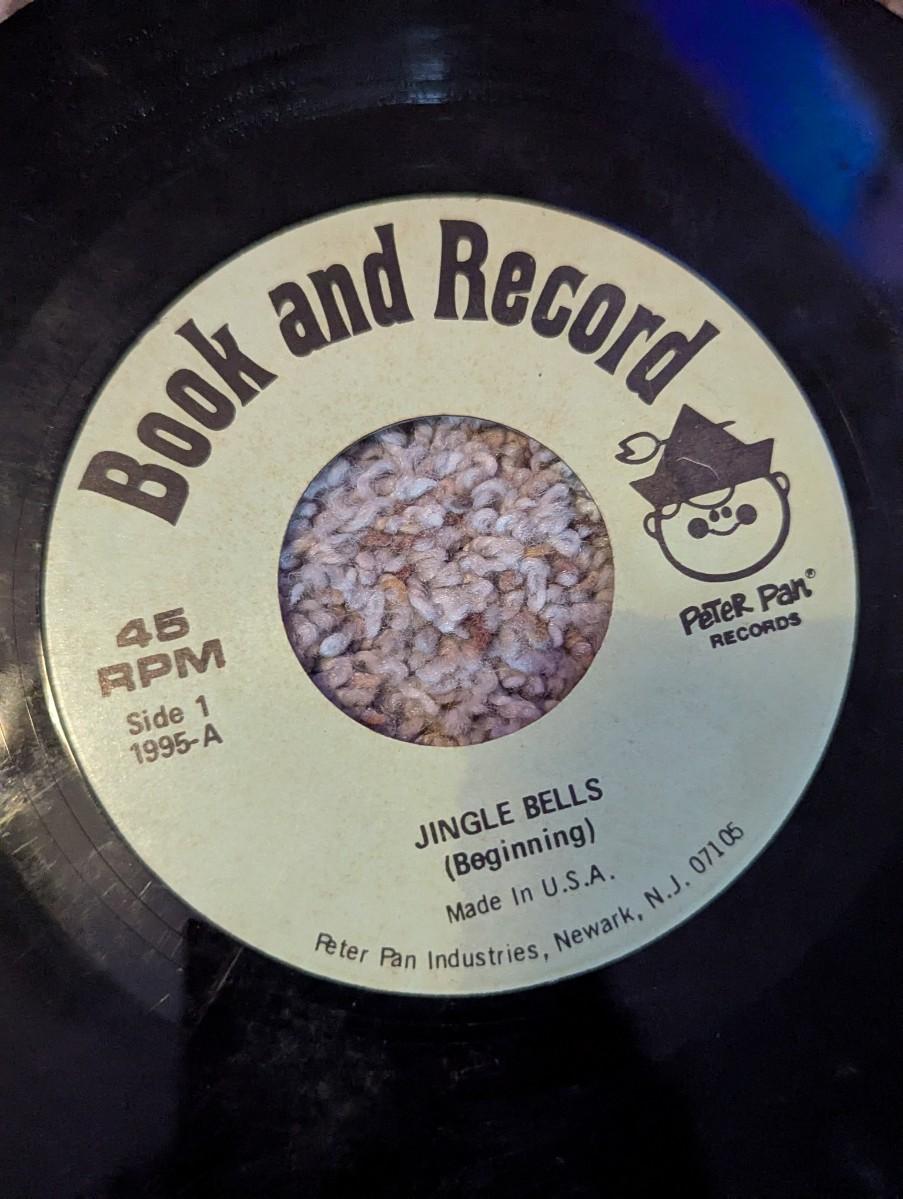 Book and Record
PETER PAN®
RECORDS
45
RPM
Side 1
1995-A
JINGLE BELLS
(Beginning)
Made In U.S.A.
Peter Pan Industries, Newark, N.J. 07105